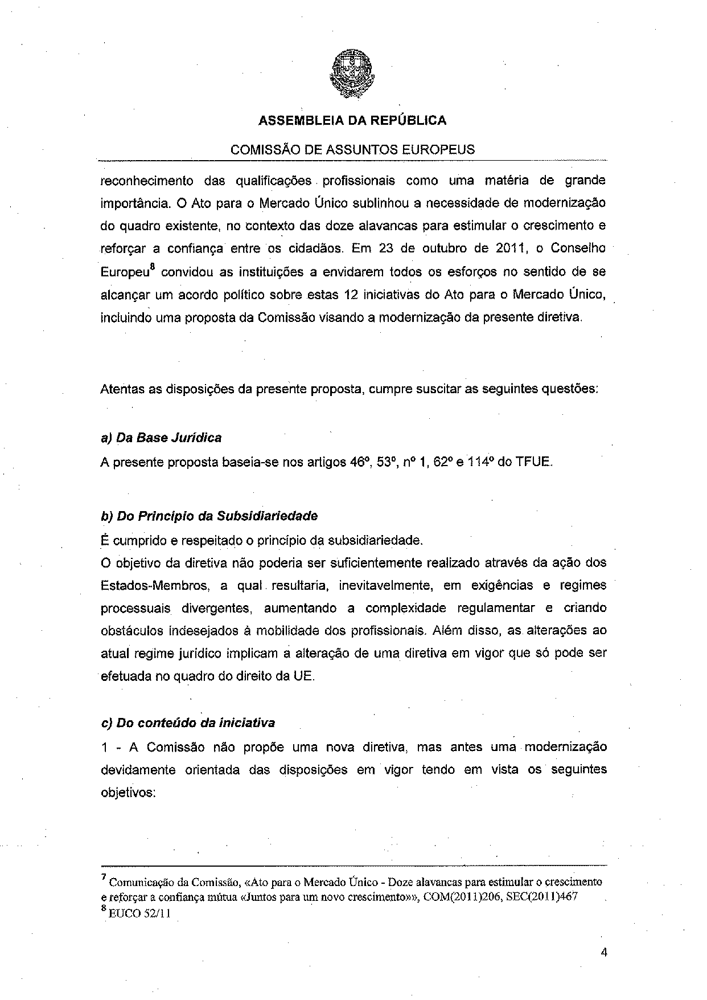 ASSEMBLEIA DA REPÚBLICA
COMISSÃO DE ASSUNTOS EUROPEUS
reconhecimento das qualificações profissionais como uma matéria de grande
importância. O Ato para o Mercado Único sublinhou a necessidade de modernização
do quadro existente, no contexto das doze alavancas para estimular o crescimento e
reforçar a confiança entre os cidadãos. Em 23 de outubro de 2011, o Conselho
Europeu⁸ convidou as instituições a envidarem todos os esforços no sentido de se
alcançar um acordo político sobre estas 12 iniciativas do Ato para o Mercado Único,
incluindo uma proposta da Comissão visando a modernização da presente diretiva.
Atentas as disposições da presente proposta, cumpre suscitar as seguintes questões:
a) Da Base Jurídica
A presente proposta baseia-se nos artigos 46º, 53º, nº 1, 62º e 114º do TFUE.
b) Do Princípio da Subsidiariedade
É cumprido e respeitado o princípio da subsidiariedade.
O objetivo da diretiva não poderia ser suficientemente realizado através da ação dos
Estados-Membros, a qual resultaria, inevitavelmente, em exigências e regimes
processuais divergentes, aumentando a complexidade regulamentar e criando
obstáculos indesejados à mobilidade dos profissionais. Além disso, as alterações ao
atual regime jurídico implicam a alteração de uma diretiva em vigor que só pode ser
efetuada no quadro do direito da UE.
c) Do conteúdo da iniciativa
1 - A Comissão não propõe uma nova diretiva, mas antes uma modernização
devidamente orientada das disposições em vigor tendo em vista os seguintes
objetivos:
⁷ Comunicação da Comissão, «Ato para o Mercado Único - Doze alavancas para estimular o crescimento
e reforçar a confiança mútua «Juntos para um novo crescimento»», COM(2011)206, SEC(2011)467
⁸ EUCO 52/11
4